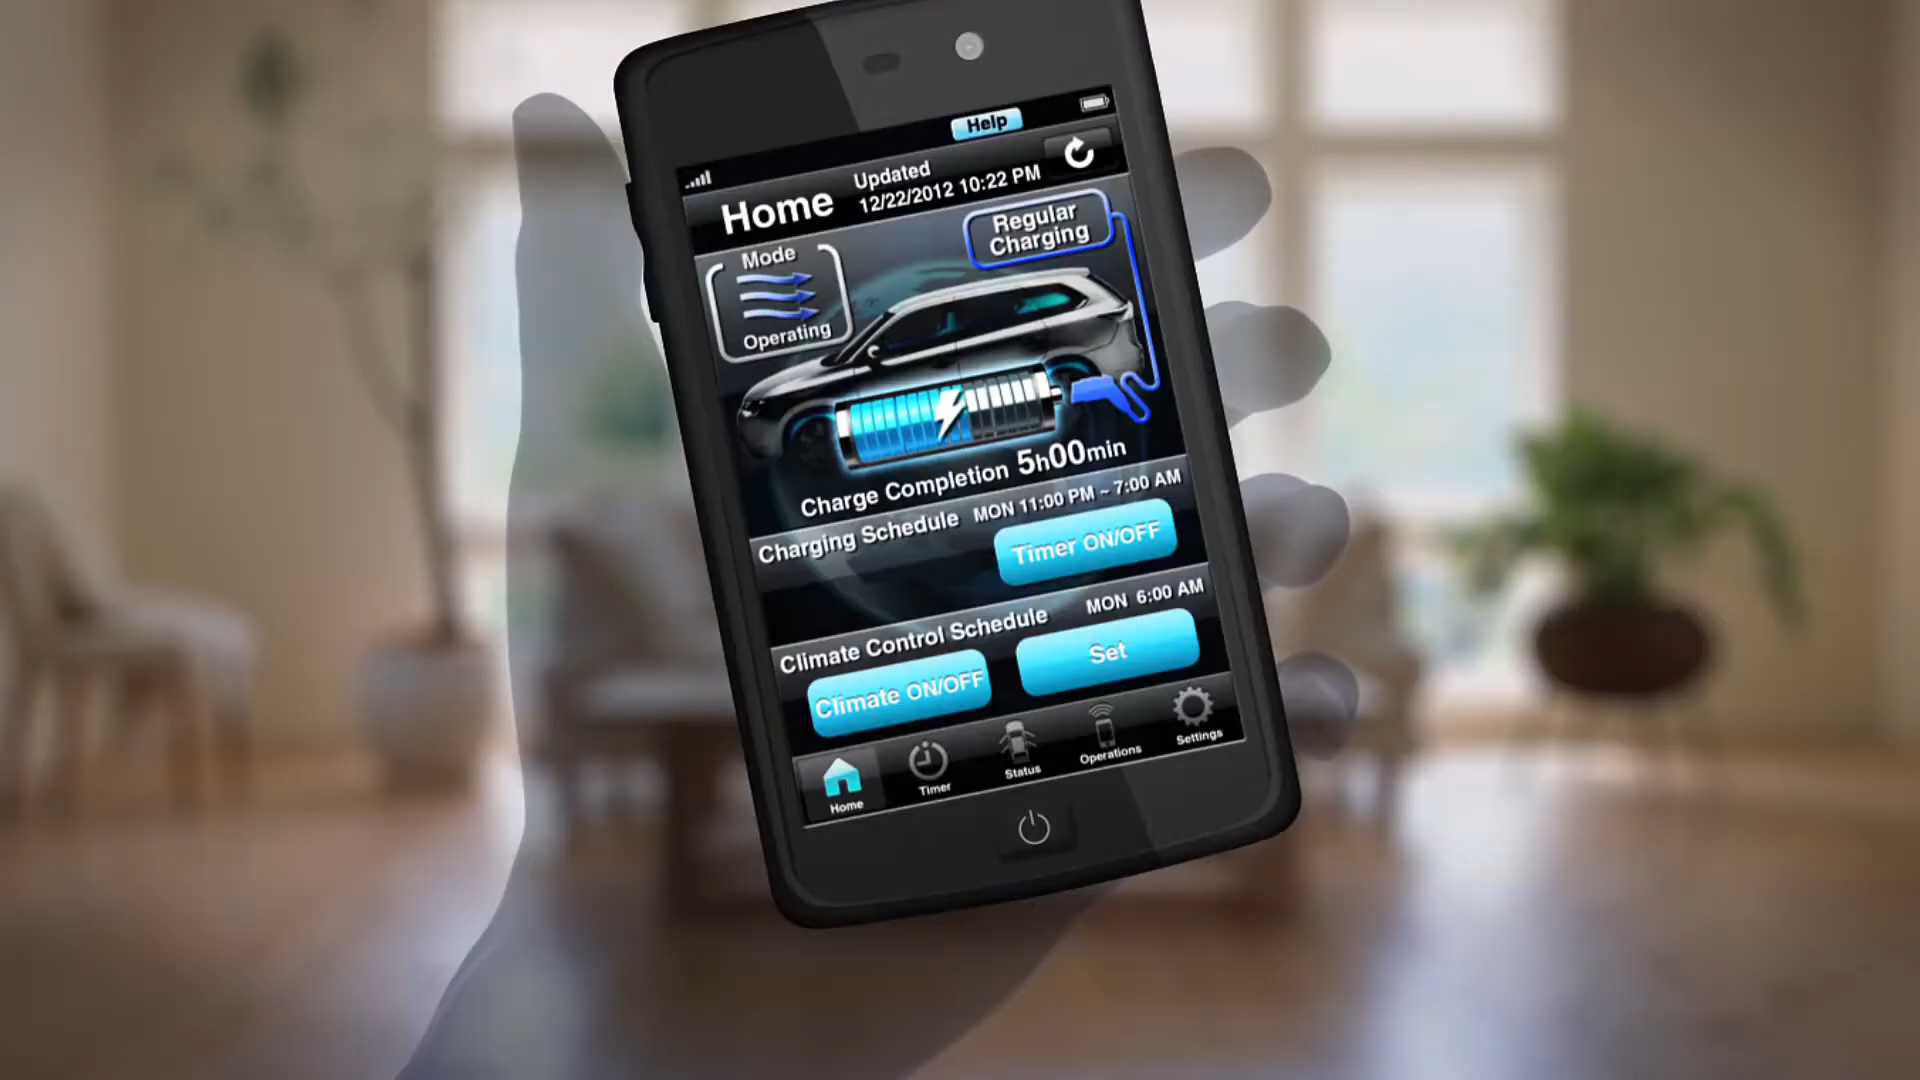 Help
Home
Updated
12/22/2012 10:22 PM
Regular
Charging
Mode
Operating
Charge Completion 5h00min
Charging Schedule MON 11:00 PM ~ 7:00 AM
Timer ON/OFF
Climate Control Schedule MON 6:00 AM
Climate ON/OFF
Set
Home
Timer
Status
Operations
Settings